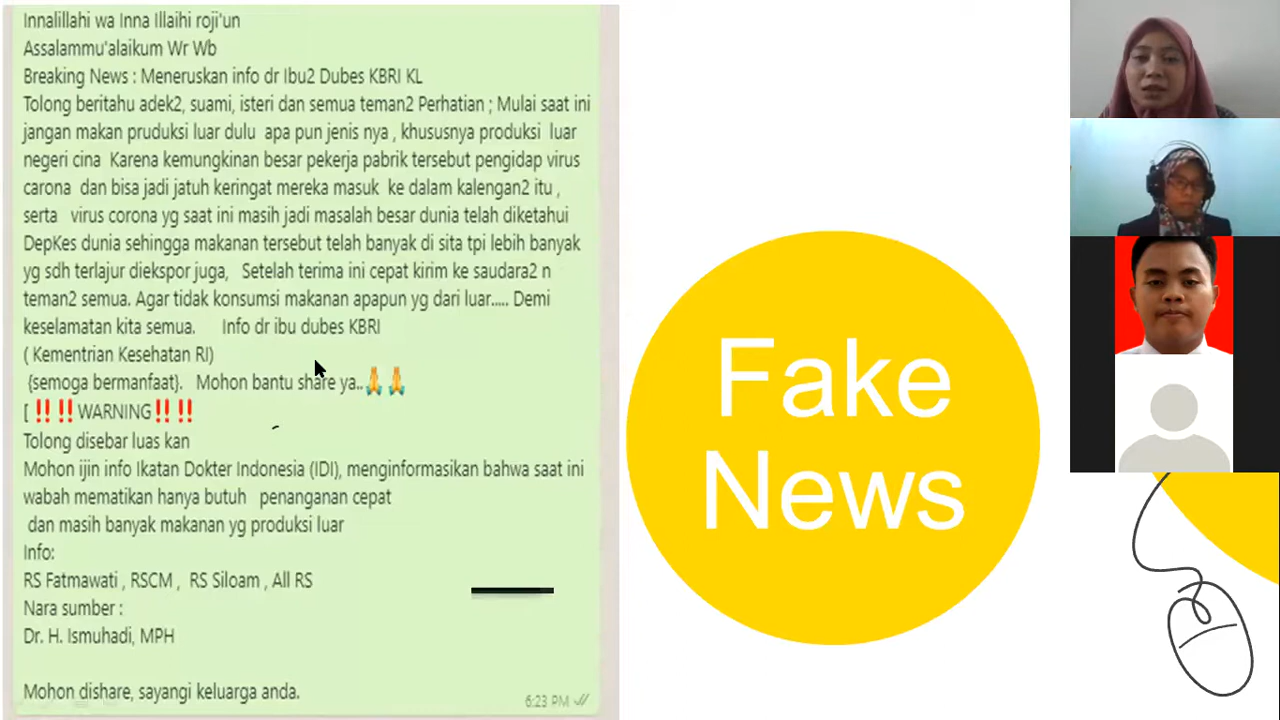 Innalillahi wa Inna Illaihi roji'un
Assalammu'alaikum Wr Wb
Breaking News : Meneruskan info dr Ibu2 Dubes KBRI KL
Tolong beritahu adek2, suami, isteri dan semua teman2 Perhatian ; Mulai saat ini
jangan makan pruduksi luar dulu apa pun jenis nya , khususnya produksi luar
negeri cina Karena kemungkinan besar pekerja pabrik tersebut pengidap virus
carona dan bisa jadi jatuh keringat mereka masuk ke dalam kalengan2 itu ,
serta virus corona yg saat ini masih jadi masalah besar dunia telah diketahui
DepKes dunia sehingga makanan tersebut telah banyak di sita tpi lebih banyak
yg sdh terlajur diekspor juga, Setelah terima ini cepat kirim ke saudara2 n
teman2 semua. Agar tidak konsumsi makanan apapun yg dari luar..... Demi
keselamatan kita semua. Info dr ibu dubes KBRI
( Kementrian Kesehatan RI)
{semoga bermanfaat}. Mohon bantu share ya..🙏🙏
[ ‼️‼️WARNING‼️‼️
Tolong disebar luas kan
Mohon ijin info Ikatan Dokter Indonesia (IDI), menginformasikan bahwa saat ini
wabah mematikan hanya butuh penanganan cepat
dan masih banyak makanan yg produksi luar
Info:
RS Fatmawati , RSCM , RS Siloam , All RS
Nara sumber :
Dr. H. Ismuhadi, MPH
Mohon dishare, sayangi keluarga anda.
6:23 PM
Fake
News